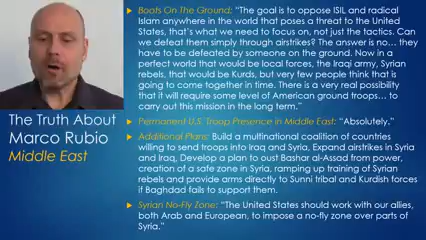 Boots On The Ground: “The goal is to oppose ISIL and radical
Islam anywhere in the world that poses a threat to the United
States, that’s what we need to focus on, not just the tactics. Can
we defeat them simply through airstrikes? The answer is no… they
have to be defeated by someone on the ground. Now in a
perfect world that would be local forces, the Iraqi army, Syrian
rebels, that would be Kurds, but very few people think that is
going to come together in time. There is a very real possibility
that it will require some level of American ground troops… to
carry out this mission in the long term.”
Permanent U.S. Troop Presence in Middle East: “Absolutely.”
Additional Plans: Build a multinational coalition of countries
willing to send troops into Iraq and Syria, Expand airstrikes in Syria
and Iraq, Develop a plan to oust Bashar al-Assad from power,
creation of a safe zone in Syria, ramping up training of Syrian
rebels and provide arms directly to Sunni tribal and Kurdish forces
if Baghdad fails to support them.
Syrian No-Fly Zone: “The United States should work with our allies,
both Arab and European, to impose a no-fly zone over parts of
Syria.”
The Truth About
Marco Rubio
Middle East